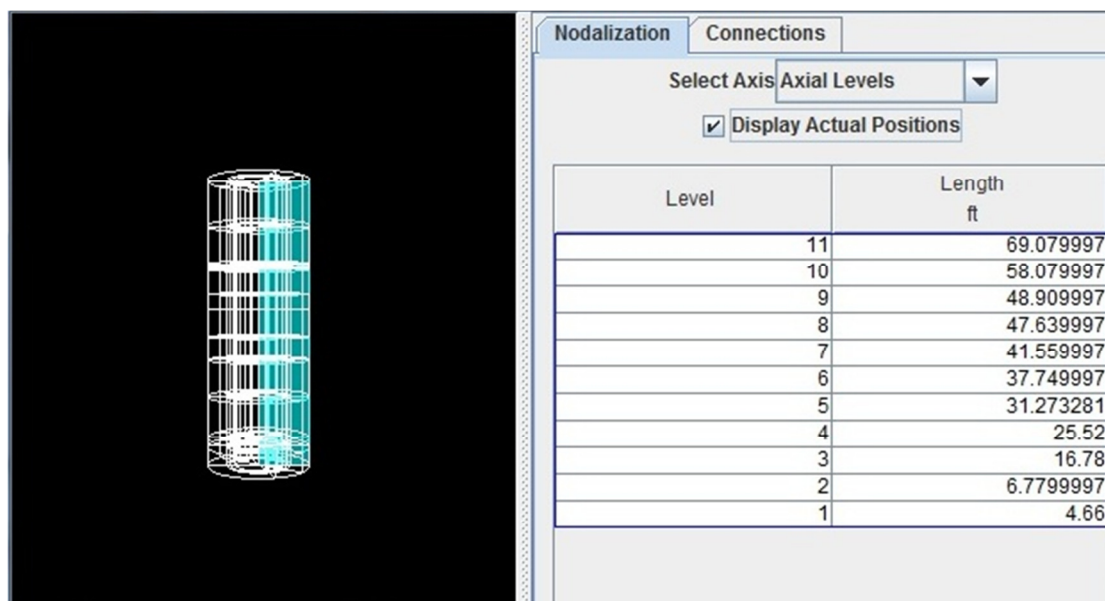 Nodalization Connections
Select Axis Axial Levels
Display Actual Positions
Level Length
ft
11 69.079997
10 58.079997
9 48.909997
8 47.639997
7 41.559997
6 37.749997
5 31.273281
4 25.52
3 16.78
2 6.7799997
1 4.66